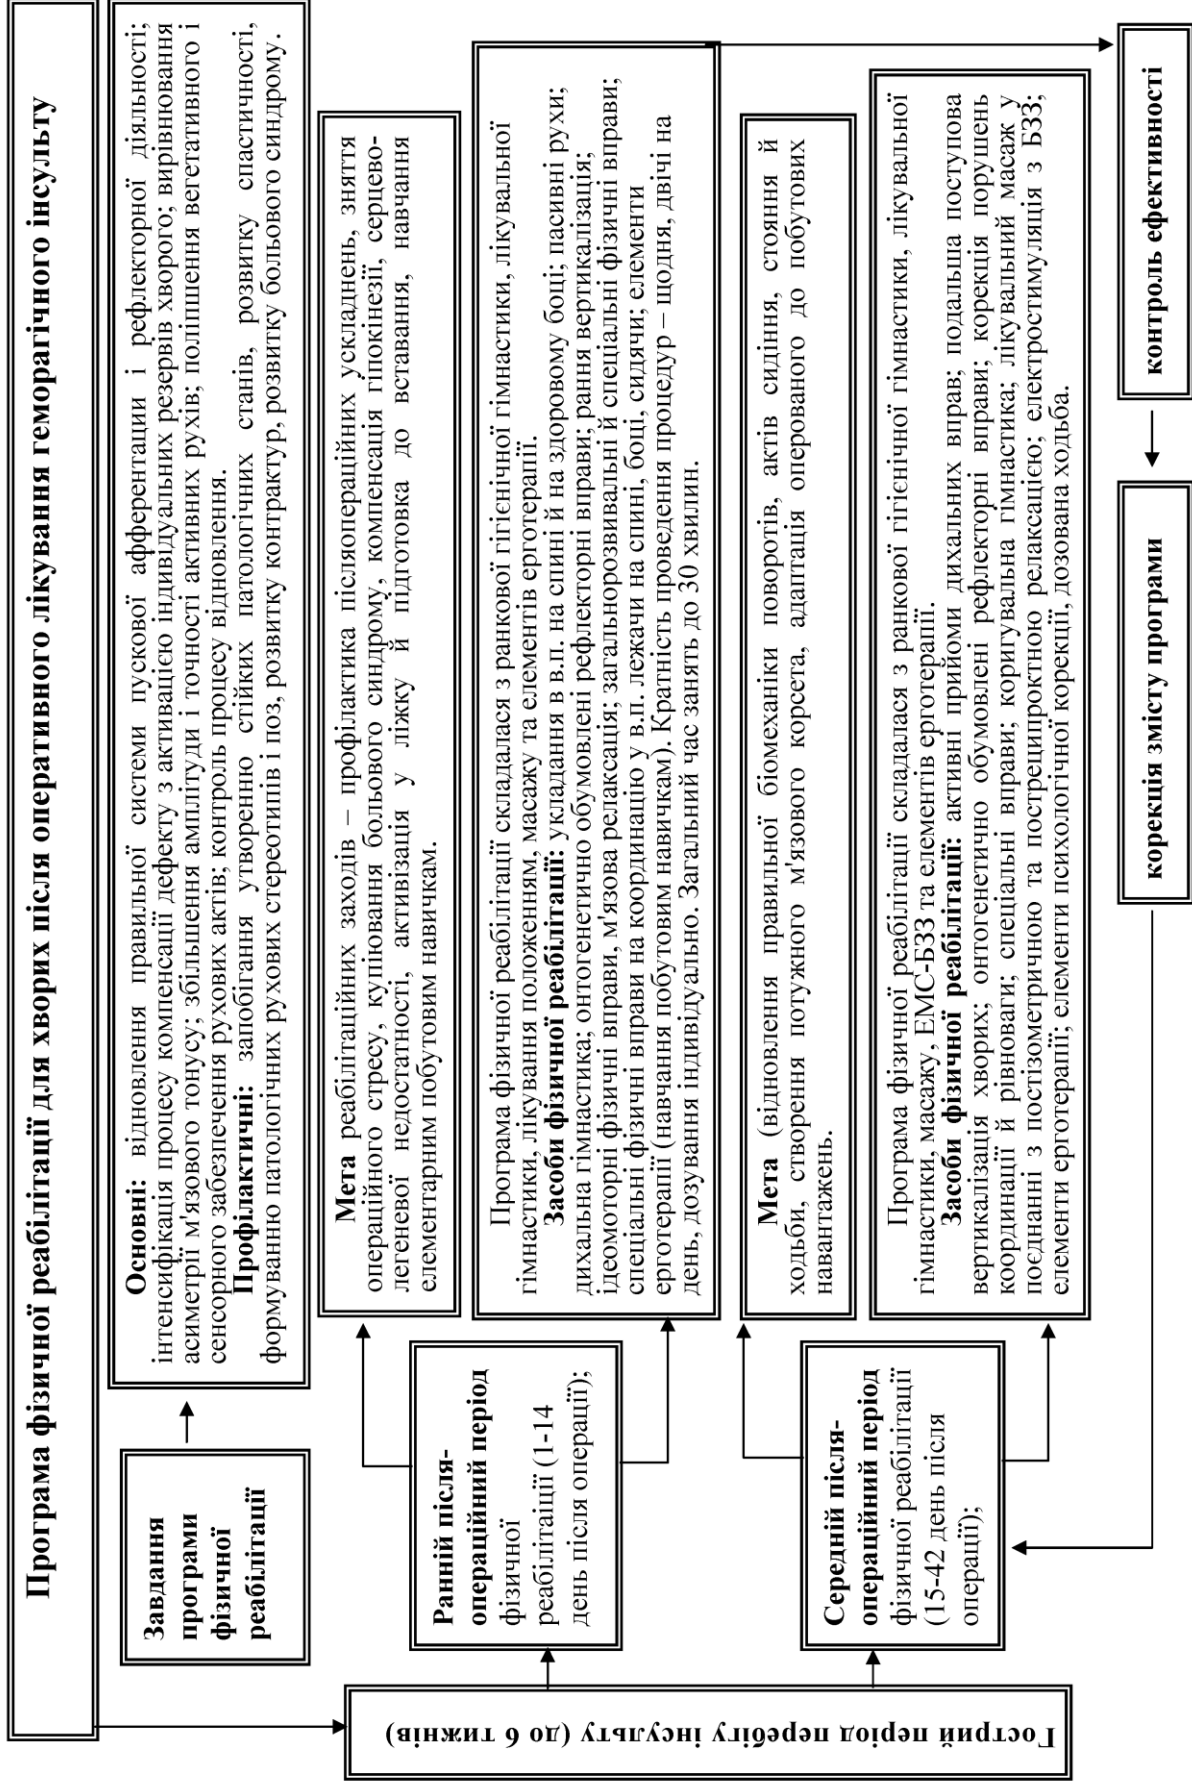 Програма фізичної реабілітації для хворих після оперативного лікування геморагічного інсульту
Завдання
програми
фізичної
реабілітації
Основні: відновлення правильної системи пускової афферентации і рефлекторної діяльності;
інтенсифікація процесу компенсації дефекту з активацією індивідуальних резервів хворого; вирівнювання
асиметрії м'язового тонусу; збільшення амплітуди і точності активних рухів; поліпшення вегетативного і
сенсорного забезпечення рухових актів; контроль процесу відновлення.
Профілактичні: запобігання утворенню стійких патологічних станів, розвитку спастичності,
формуванню патологічних рухових стереотипів і поз, розвитку контрактур, розвитку больового синдрому.
Гострий період перебігу інсульту (до 6 тижнів)
Ранній після-
операційний період
фізичної
реабілітаіції (1-14
день після операції);
Мета реабілітаційних заходів – профілактика післяопераційних ускладнень, зняття
операційного стресу, купіювання больового синдрому, компенсація гіпокінезії, серцево-
легеневої недостатності, активізація у ліжку й підготовка до вставання, навчання
елементарним побутовим навичкам.
Програма фізичної реабілітації складалася з ранкової гігієнічної гімнастики, лікувальної
гімнастики, лікування положенням, масажу та елементів ерготерапії.
Засоби фізичної реабілітації: укладання в в.п. на спині й на здоровому боці; пасивні рухи;
дихальна гімнастика; онтогенетично обумовлені рефлекторні вправи; рання вертикалізація;
ідеомоторні фізичні вправи, м'язова релаксація; загальнорозвивальні й спеціальні фізичні вправи;
спеціальні фізичні вправи на координацію у в.п. лежачи на спині, боці, сидячи; елементи
ерготерапії (навчання побутовим навичкам). Кратність проведення процедур – щодня, двічі на
день, дозування індивідуально. Загальний час занять до 30 хвилин.
Середній після-
операційний період
фізичної реабілітації
(15-42 день після
операції);
Мета (відновлення правильної біомеханіки поворотів, актів сидіння, стояння й
ходьби, створення потужного м'язового корсета, адаптація оперованого до побутових
навантажень.
Програма фізичної реабілітації складалася з ранкової гігієнічної гімнастики, лікувальної
гімнастики, масажу, ЕМС-БЗЗ та елементів ерготерапії.
Засоби фізичної реабілітації: активні прийоми дихальних вправ; подальша поступова
вертикалізація хворих; онтогенетично обумовлені рефлекторні вправи; корекція порушень
координації й рівноваги; спеціальні вправи; коригувальна гімнастика; лікувальний масаж у
поєднанні з постізометричною та постреципроктною релаксацією; електростимуляція з БЗЗ;
елементи ерготерапії; елементи психологічної корекції, дозована ходьба.
контроль ефективності
корекція змісту програми